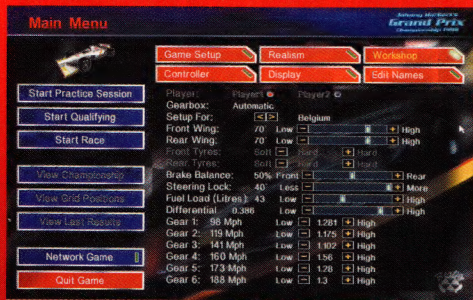 Main Menu
Johnny Herbert's
Grand Prix
Championship 1998
Game Setup
Realism
Workshop
Controller
Display
Edit Names
Start Practice Session
Start Qualifying
Start Race
View Championship
View Grid Positions
View Last Results
Network Game
Quit Game
Player: Player1 Player2
Gearbox: Automatic
Setup For: < > Belgium
Front Wing: 70° Low - + High
Rear Wing: 70° Low - + High
Front Tyres: Soft - Hard + Hard
Rear Tyres: Soft - Hard + Hard
Brake Balance: 50% Front - + Rear
Steering Lock: 40° Less - + More
Fuel Load (Litres): 43 Low - + High
Differential 0.386 Low - + High
Gear 1: 98 Mph Low - 1.281 + High
Gear 2: 119 Mph Low - 1.175 + High
Gear 3: 141 Mph Low - 1.102 + High
Gear 4: 160 Mph Low - 1.56 + High
Gear 5: 173 Mph Low - 1.28 + High
Gear 6: 188 Mph Low - 1.3 + High